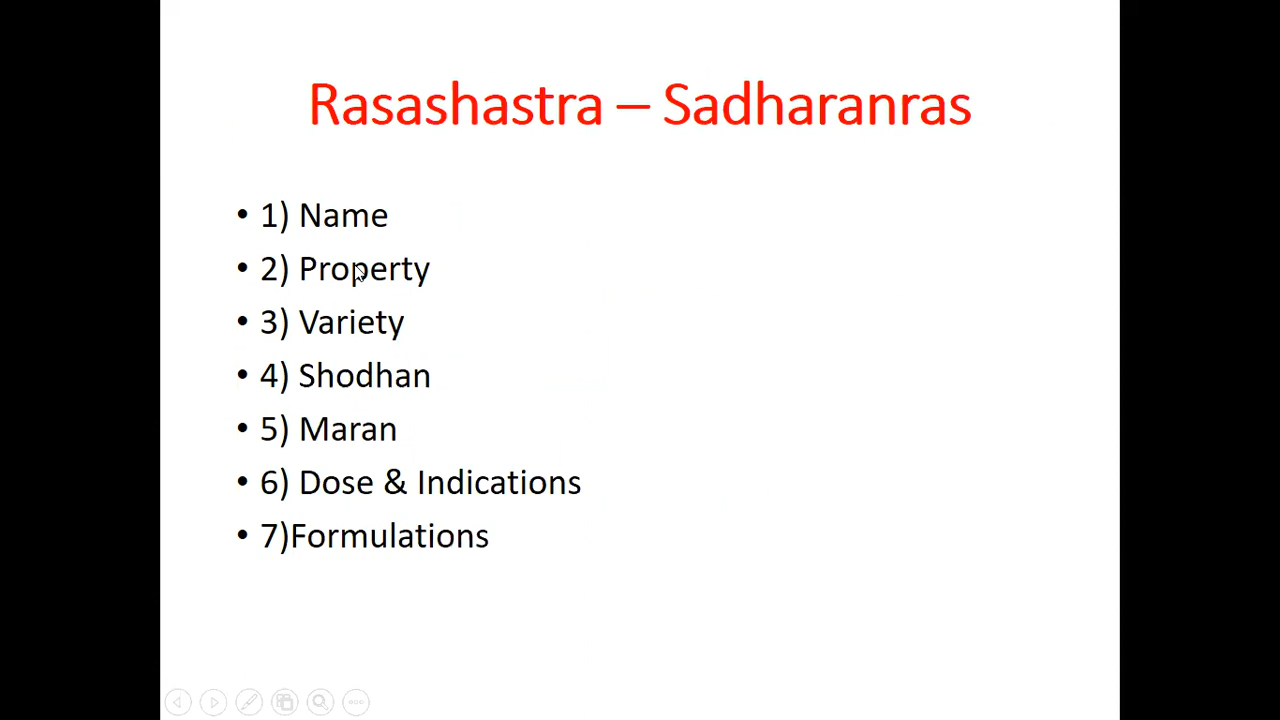 Rasashastra – Sadharanras
• 1) Name
• 2) Property
• 3) Variety
• 4) Shodhan
• 5) Maran
• 6) Dose & Indications
• 7)Formulations